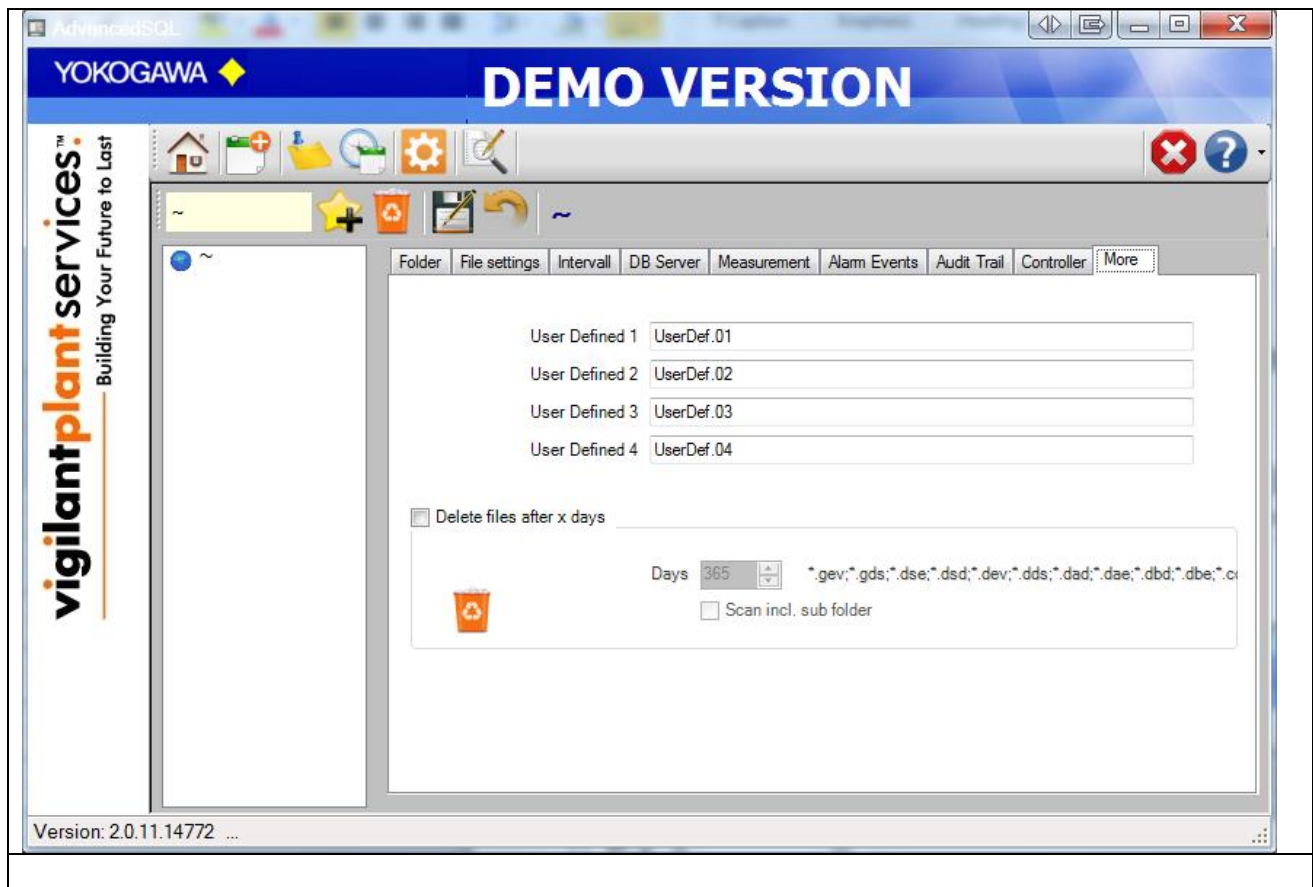 AdvancedSQL
YOKOGAWA
DEMO VERSION
vigilantplantservices.™
Building Your Future to Last
~
~
~
Folder File settings Intervall DB Server Measurement Alarm Events Audit Trail Controller More
User Defined 1 UserDef.01
User Defined 2 UserDef.02
User Defined 3 UserDef.03
User Defined 4 UserDef.04
Delete files after x days
Days 365 *.gev;*.gds;*.dse;*.dsd;*.dev;*.dds;*.dad;*.dae;*.dbd;*.dbe;*.c
Scan incl. sub folder
Version: 2.0.11.14772 ...